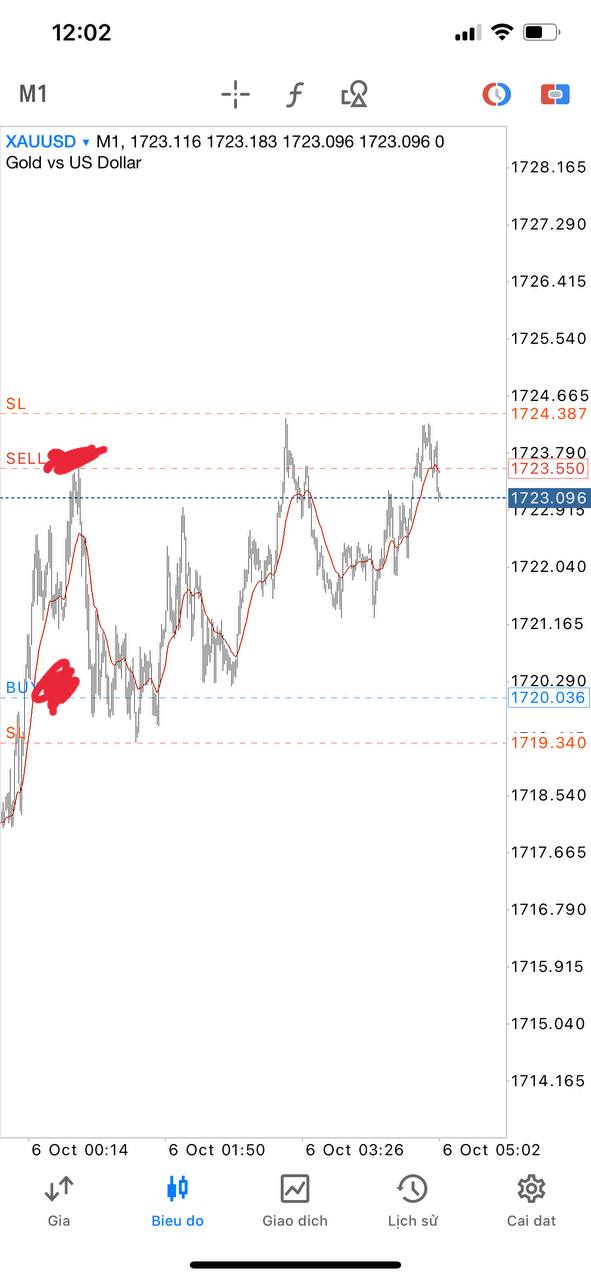 12:02
M1
XAUUSD ▾ M1, 1723.116 1723.183 1723.096 1723.096 0
Gold vs US Dollar
1728.165
1727.290
1726.415
1725.540
1724.665
SL
1724.387
1723.790
SELL
1723.550
1723.096
1722.915
1722.040
1721.165
1720.290
BUY
1720.036
SL
1719.340
1718.540
1717.665
1716.790
1715.915
1715.040
1714.165
6 Oct 00:14 6 Oct 01:50 6 Oct 03:26 6 Oct 05:02
Gia Bieu do Giao dich Lịch sử Cai dat